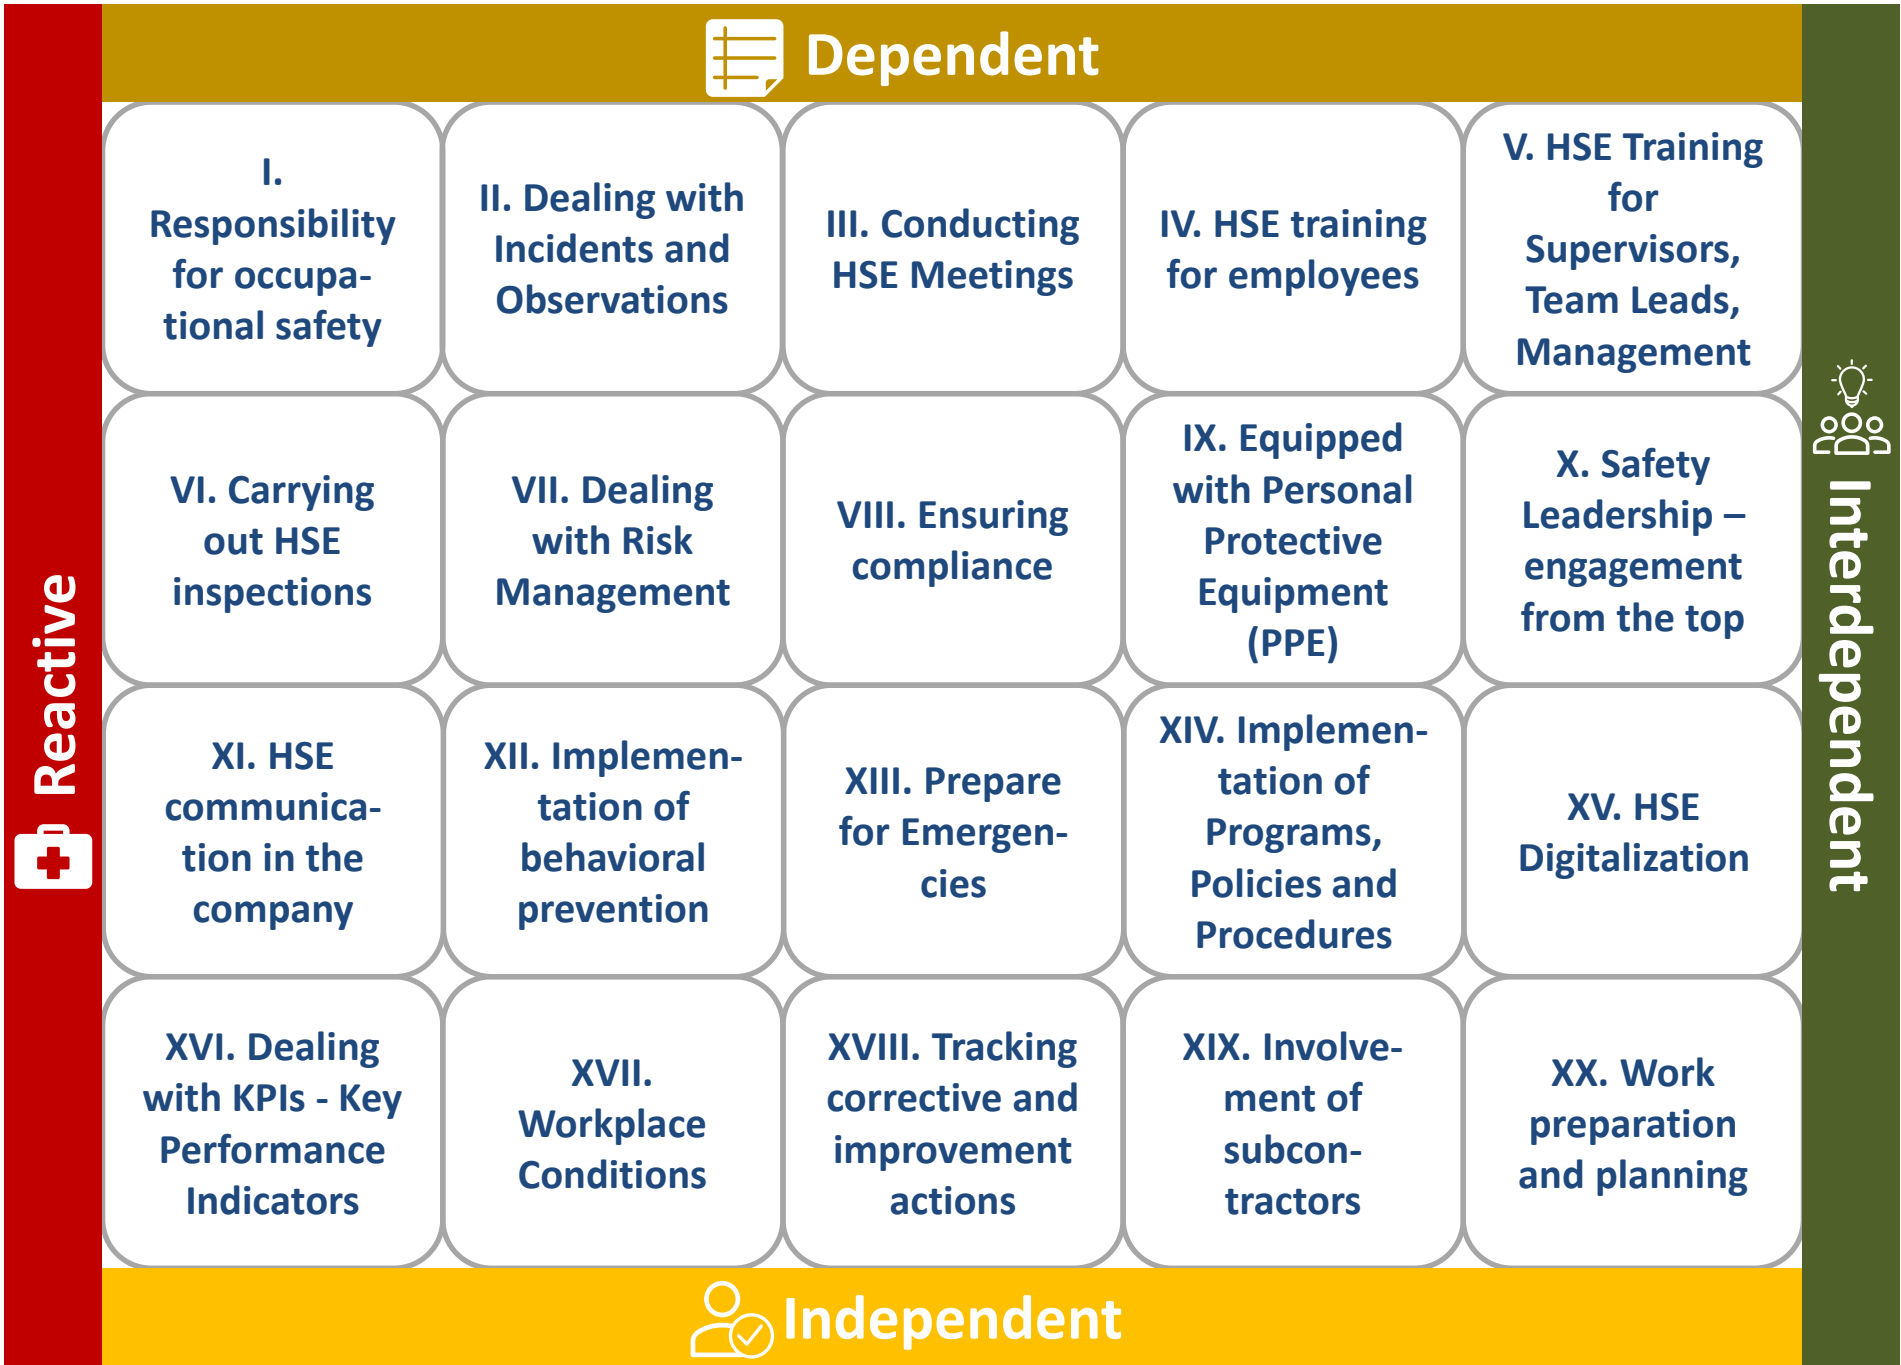 Dependent
I.
Responsibility
for occupa-
tional safety
II. Dealing with
Incidents and
Observations
III. Conducting
HSE Meetings
IV. HSE training
for employees
V. HSE Training
for
Supervisors,
Team Leads,
Management
VI. Carrying
out HSE
inspections
VII. Dealing
with Risk
Management
VIII. Ensuring
compliance
IX. Equipped
with Personal
Protective
Equipment
(PPE)
X. Safety
Leadership –
engagement
from the top
XI. HSE
communica-
tion in the
company
XII. Implemen-
tation of
behavioral
prevention
XIII. Prepare
for Emergen-
cies
XIV. Implemen-
tation of
Programs,
Policies and
Procedures
XV. HSE
Digitalization
XVI. Dealing
with KPIs - Key
Performance
Indicators
XVII.
Workplace
Conditions
XVIII. Tracking
corrective and
improvement
actions
XIX. Involve-
ment of
subcon-
tractors
XX. Work
preparation
and planning
Reactive
Interdependent
Independent